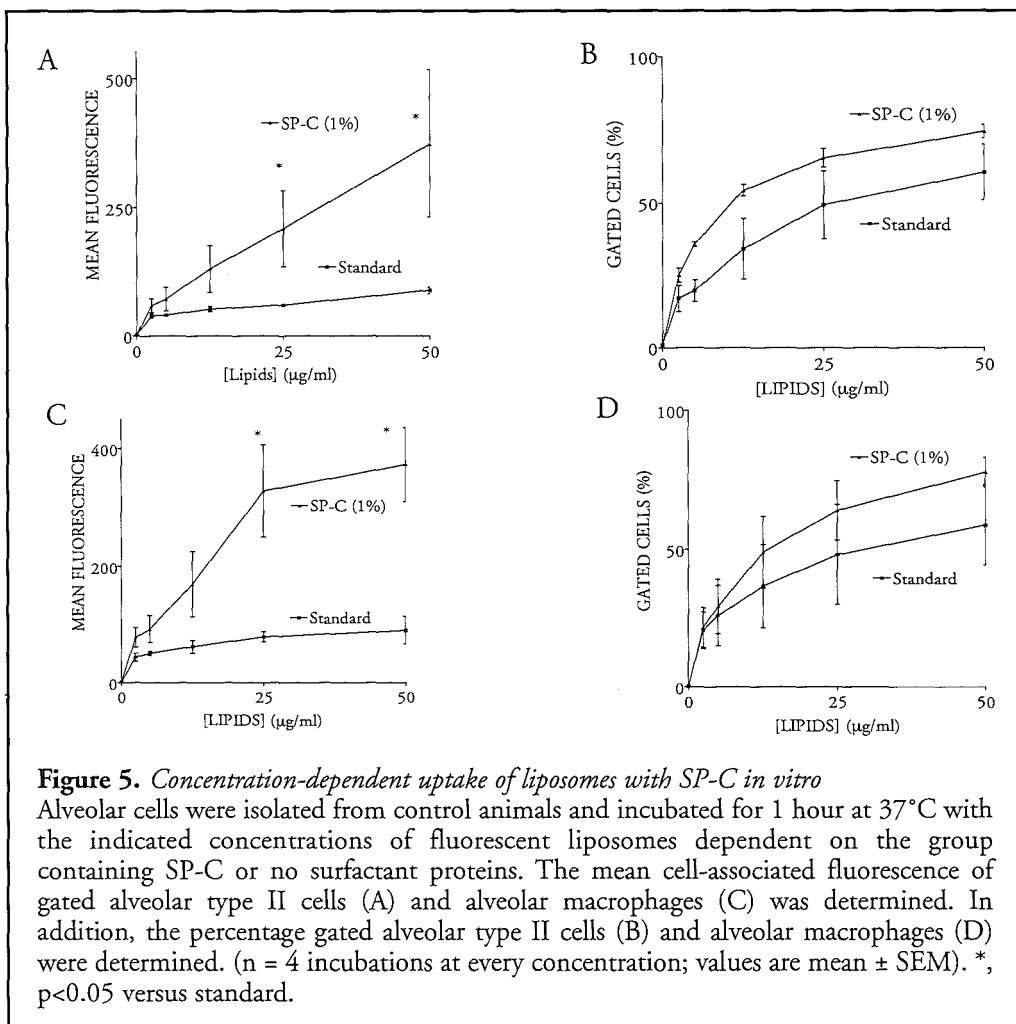 A
MEAN FLUORESCENCE
500
250
0
SP-C (1%)
*
*
Standard
0
25
50
[Lipids] (µg/ml)
B
GATED CELLS (%)
100
50
0
SP-C (1%)
Standard
0
25
50
[LIPIDS] (µg/ml)
C
MEAN FLUORESCENCE
400
200
0
*
*
SP-C (1%)
Standard
0
25
50
[LIPIDS] (µg/ml)
D
GATED CELLS (%)
100
50
0
SP-C (1%)
Standard
0
25
50
[LIPIDS] (µg/ml)
Figure 5. Concentration-dependent uptake of liposomes with SP-C in vitro
Alveolar cells were isolated from control animals and incubated for 1 hour at 37°C with
the indicated concentrations of fluorescent liposomes dependent on the group
containing SP-C or no surfactant proteins. The mean cell-associated fluorescence of
gated alveolar type II cells (A) and alveolar macrophages (C) was determined. In
addition, the percentage gated alveolar type II cells (B) and alveolar macrophages (D)
were determined. (n = 4 incubations at every concentration; values are mean ± SEM). *,
p<0.05 versus standard.